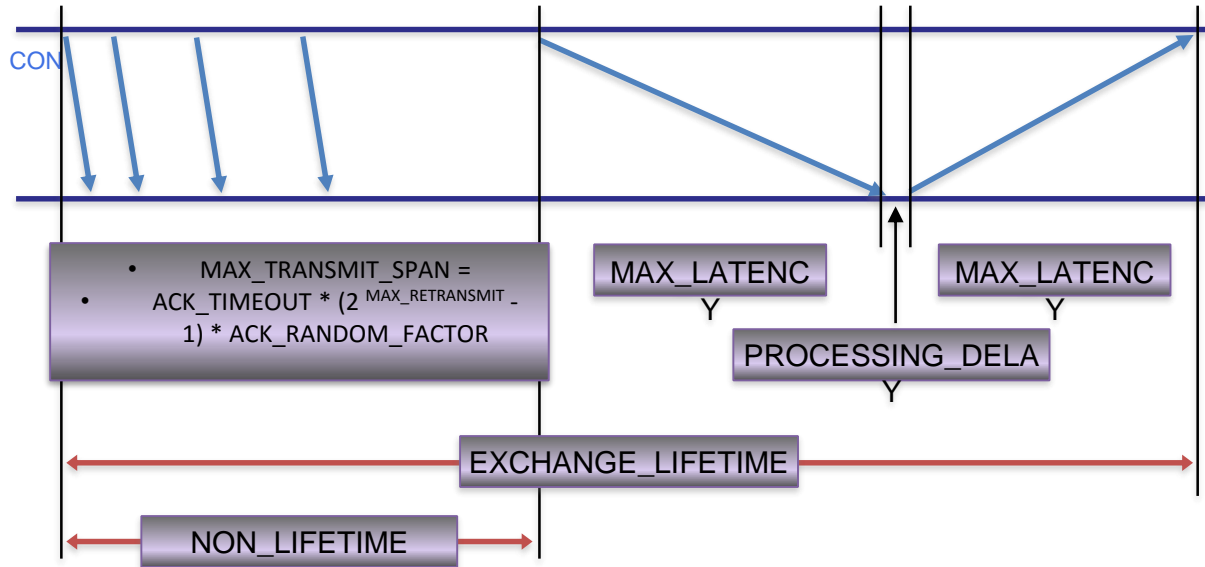 CON
• MAX_TRANSMIT_SPAN =
• ACK_TIMEOUT * (2 MAX_RETRANSMIT -
1) * ACK_RANDOM_FACTOR
MAX_LATENC
Y
MAX_LATENC
Y
PROCESSING_DELA
Y
EXCHANGE_LIFETIME
NON_LIFETIME